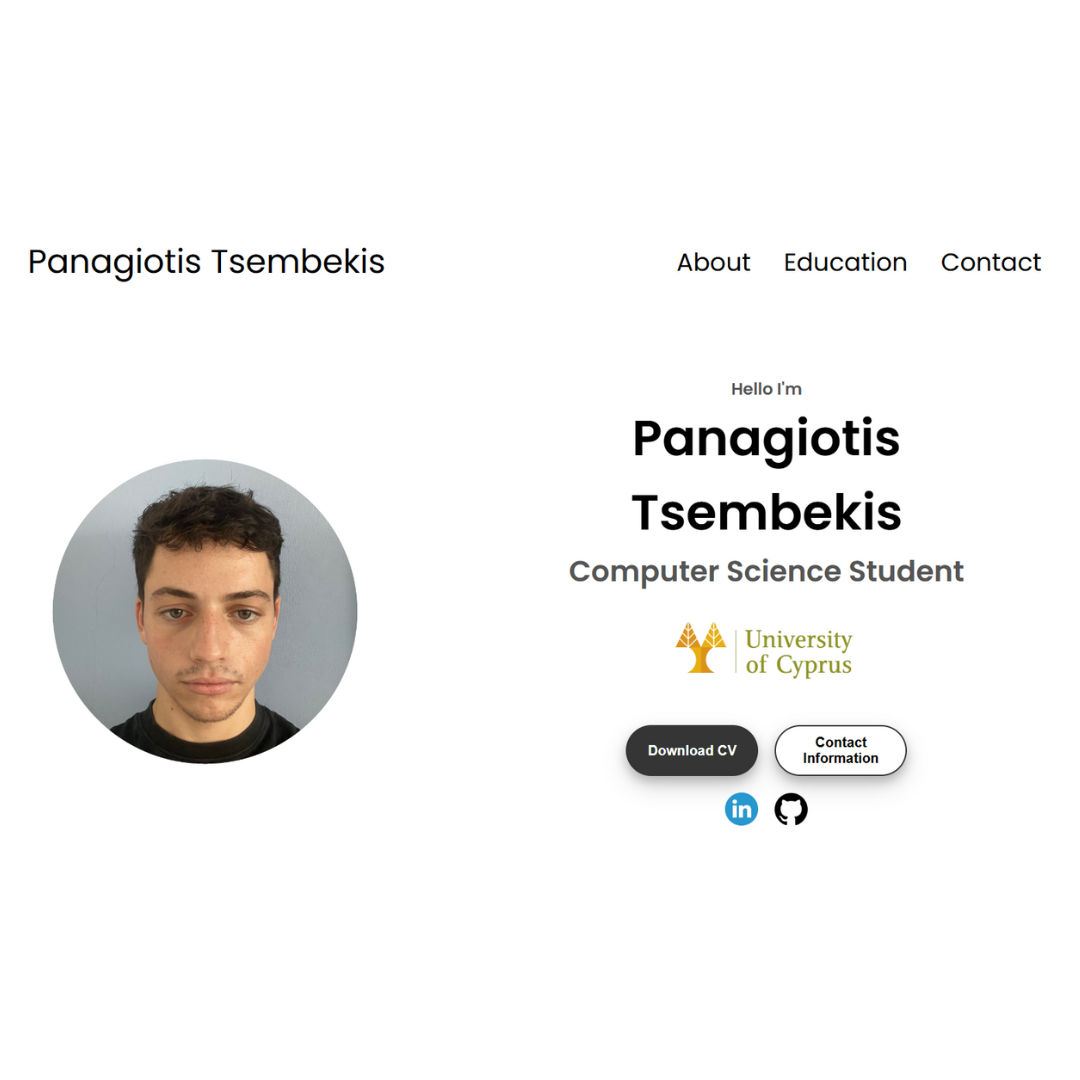 Panagiotis Tsembekis
About Education Contact
Hello I'm
Panagiotis
Tsembekis
Computer Science Student
University
of Cyprus
Download CV
Contact
Information
in